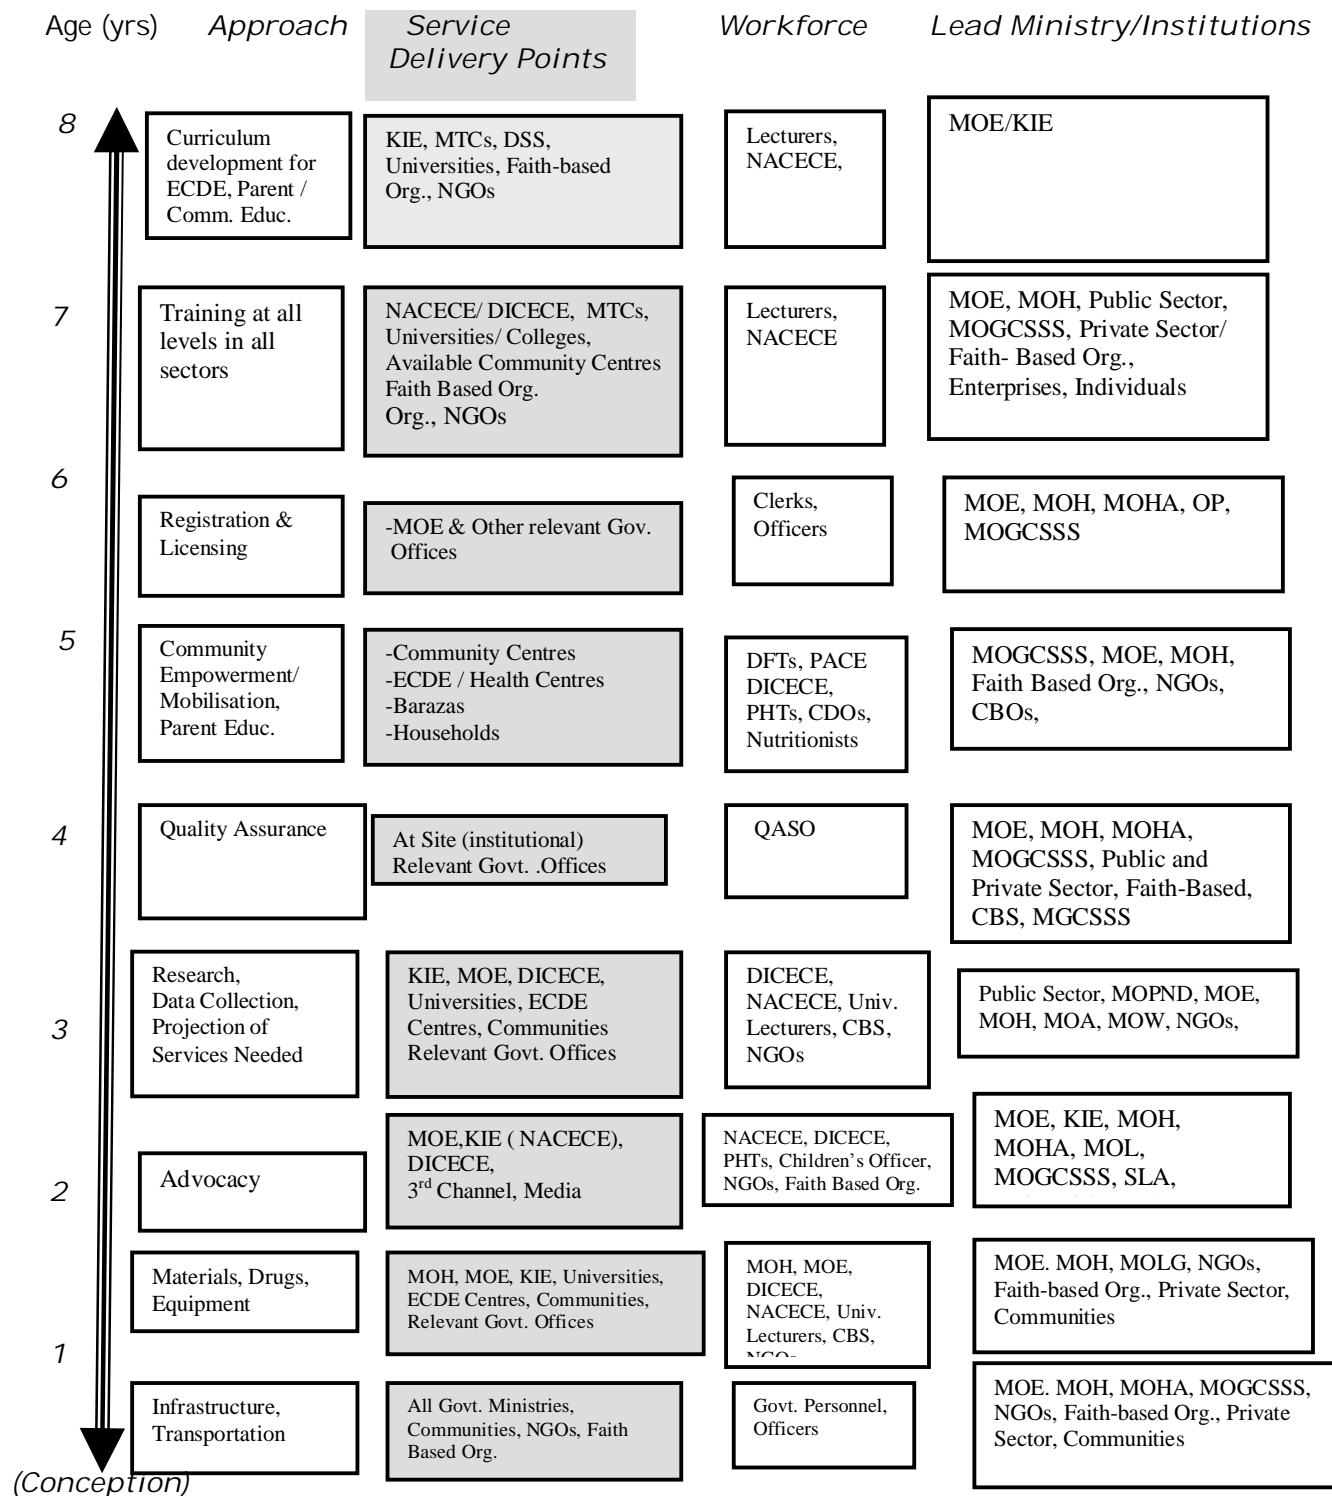 Age (yrs) Approach Service Workforce Lead Ministry/Institutions
Delivery Points
8
Curriculum
development for
ECDE, Parent /
Comm. Educ.
KIE, MTCs, DSS,
Universities, Faith-based
Org., NGOs
Lecturers,
NACECE,
MOE/KIE
7
Training at all
levels in all
sectors
NACECE/ DICECE, MTCs,
Universities/ Colleges,
Available Community Centres
Faith Based Org.
Org., NGOs
Lecturers,
NACECE
MOE, MOH, Public Sector,
MOGCSSS, Private Sector/
Faith- Based Org.,
Enterprises, Individuals
6
Registration &
Licensing
-MOE & Other relevant Gov.
Offices
Clerks,
Officers
MOE, MOH, MOHA, OP,
MOGCSSS
5
Community
Empowerment/
Mobilisation,
Parent Educ.
-Community Centres
-ECDE / Health Centres
-Barazas
-Households
DFTs, PACE
DICECE,
PHTs, CDOs,
Nutritionists
MOGCSSS, MOE, MOH,
Faith Based Org., NGOs,
CBOs,
4
Quality Assurance
At Site (institutional)
Relevant Govt. .Offices
QASO
MOE, MOH, MOHA,
MOGCSSS, Public and
Private Sector, Faith-Based,
CBS, MGCSSS
3
Research,
Data Collection,
Projection of
Services Needed
KIE, MOE, DICECE,
Universities, ECDE
Centres, Communities
Relevant Govt. Offices
DICECE,
NACECE, Univ.
Lecturers, CBS,
NGOs
Public Sector, MOPND, MOE,
MOH, MOA, MOW, NGOs,
2
Advocacy
MOE,KIE ( NACECE),
DICECE,
3rd Channel, Media
NACECE, DICECE,
PHTs, Children's Officer,
NGOs, Faith Based Org.
MOE, KIE, MOH,
MOHA, MOL,
MOGCSSS, SLA,
Materials, Drugs,
Equipment
MOH, MOE, KIE, Universities,
ECDE Centres, Communities,
Relevant Govt. Offices
MOH, MOE,
DICECE,
NACECE, Univ.
Lecturers, CBS,
NGOs
MOE. MOH, MOLG, NGOs,
Faith-based Org., Private Sector,
Communities
1
Infrastructure,
Transportation
All Govt. Ministries,
Communities, NGOs, Faith
Based Org.
Govt. Personnel,
Officers
MOE. MOH, MOHA, MOGCSSS,
NGOs, Faith-based Org., Private
Sector, Communities
(Conception)